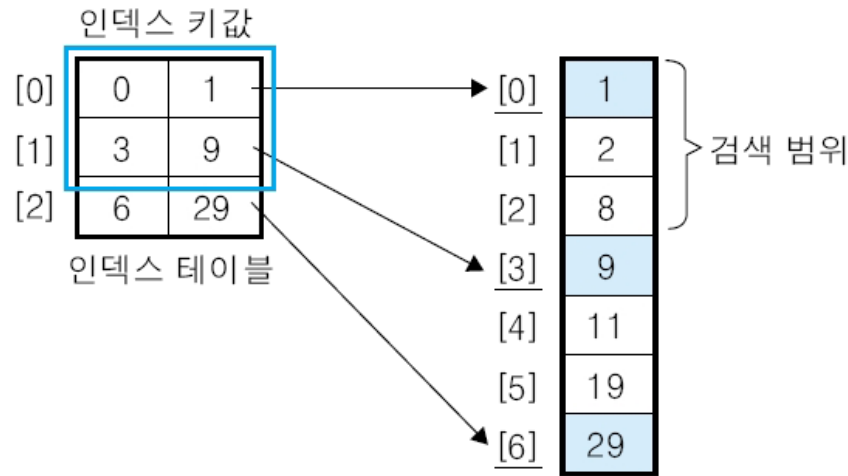 인덱스 키값
[0] 0 1
[1] 3 9
[2] 6 29
인덱스 테이블
[0] 1
[1] 2
[2] 8
[3] 9
[4] 11
[5] 19
[6] 29
검색 범위